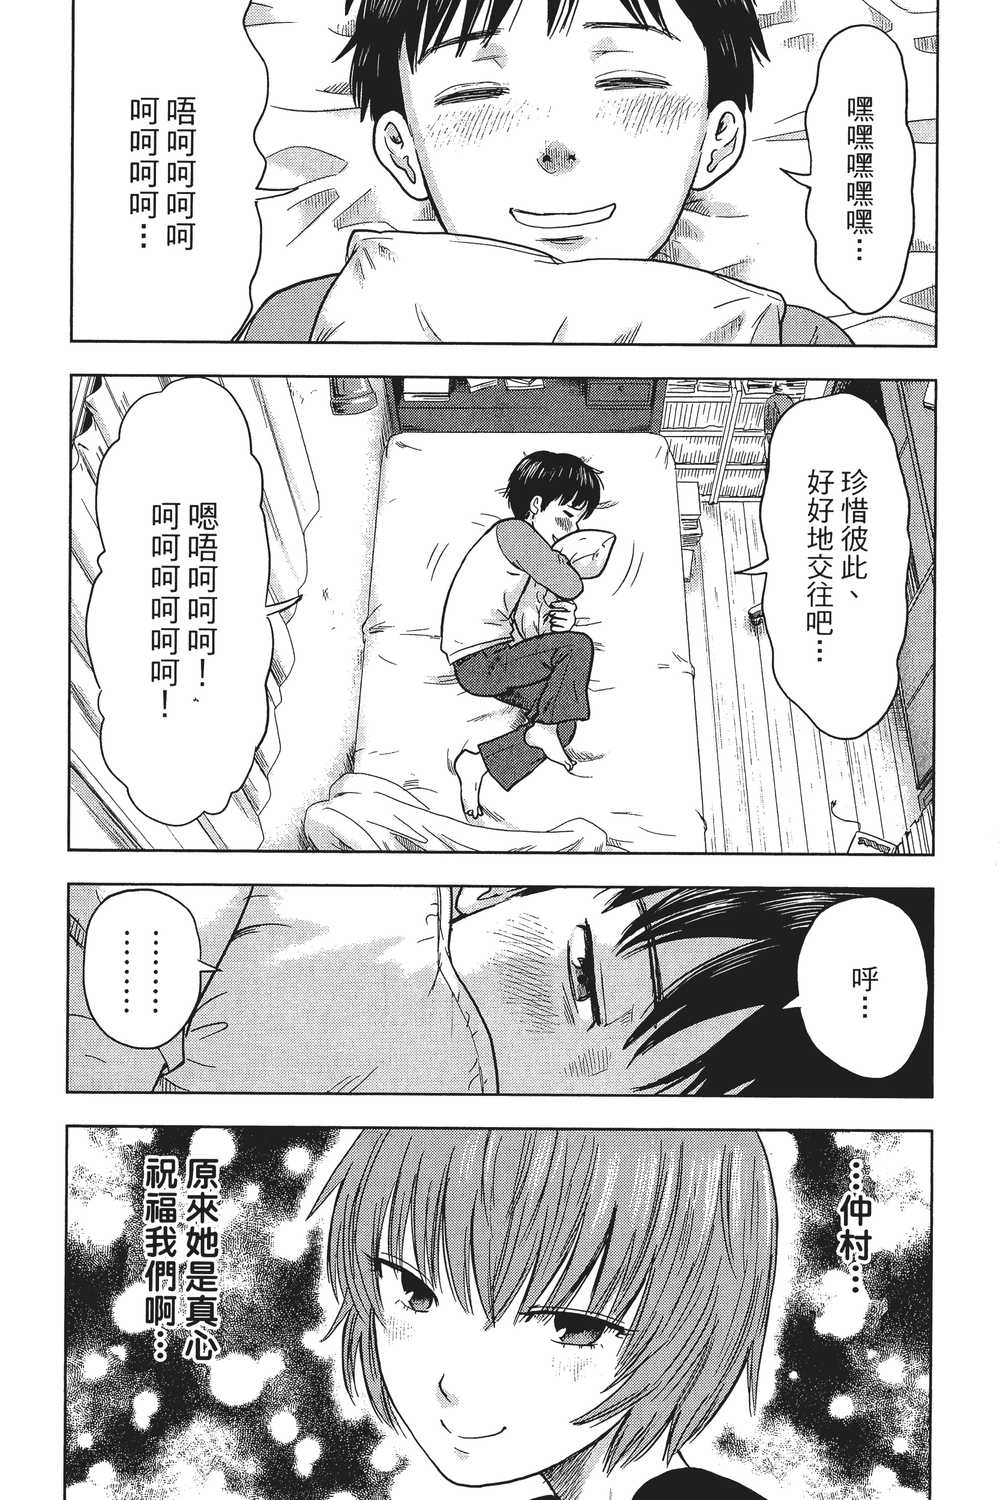 嘿嘿嘿嘿嘿…
唔呵呵呵呵
呵呵呵呵…
珍惜彼此、
好好地交往吧…
嗯唔呵呵呵！
呵呵呵呵呵呵！
呼…
………
………
…仲村…
原來她是真心
祝福我們啊…